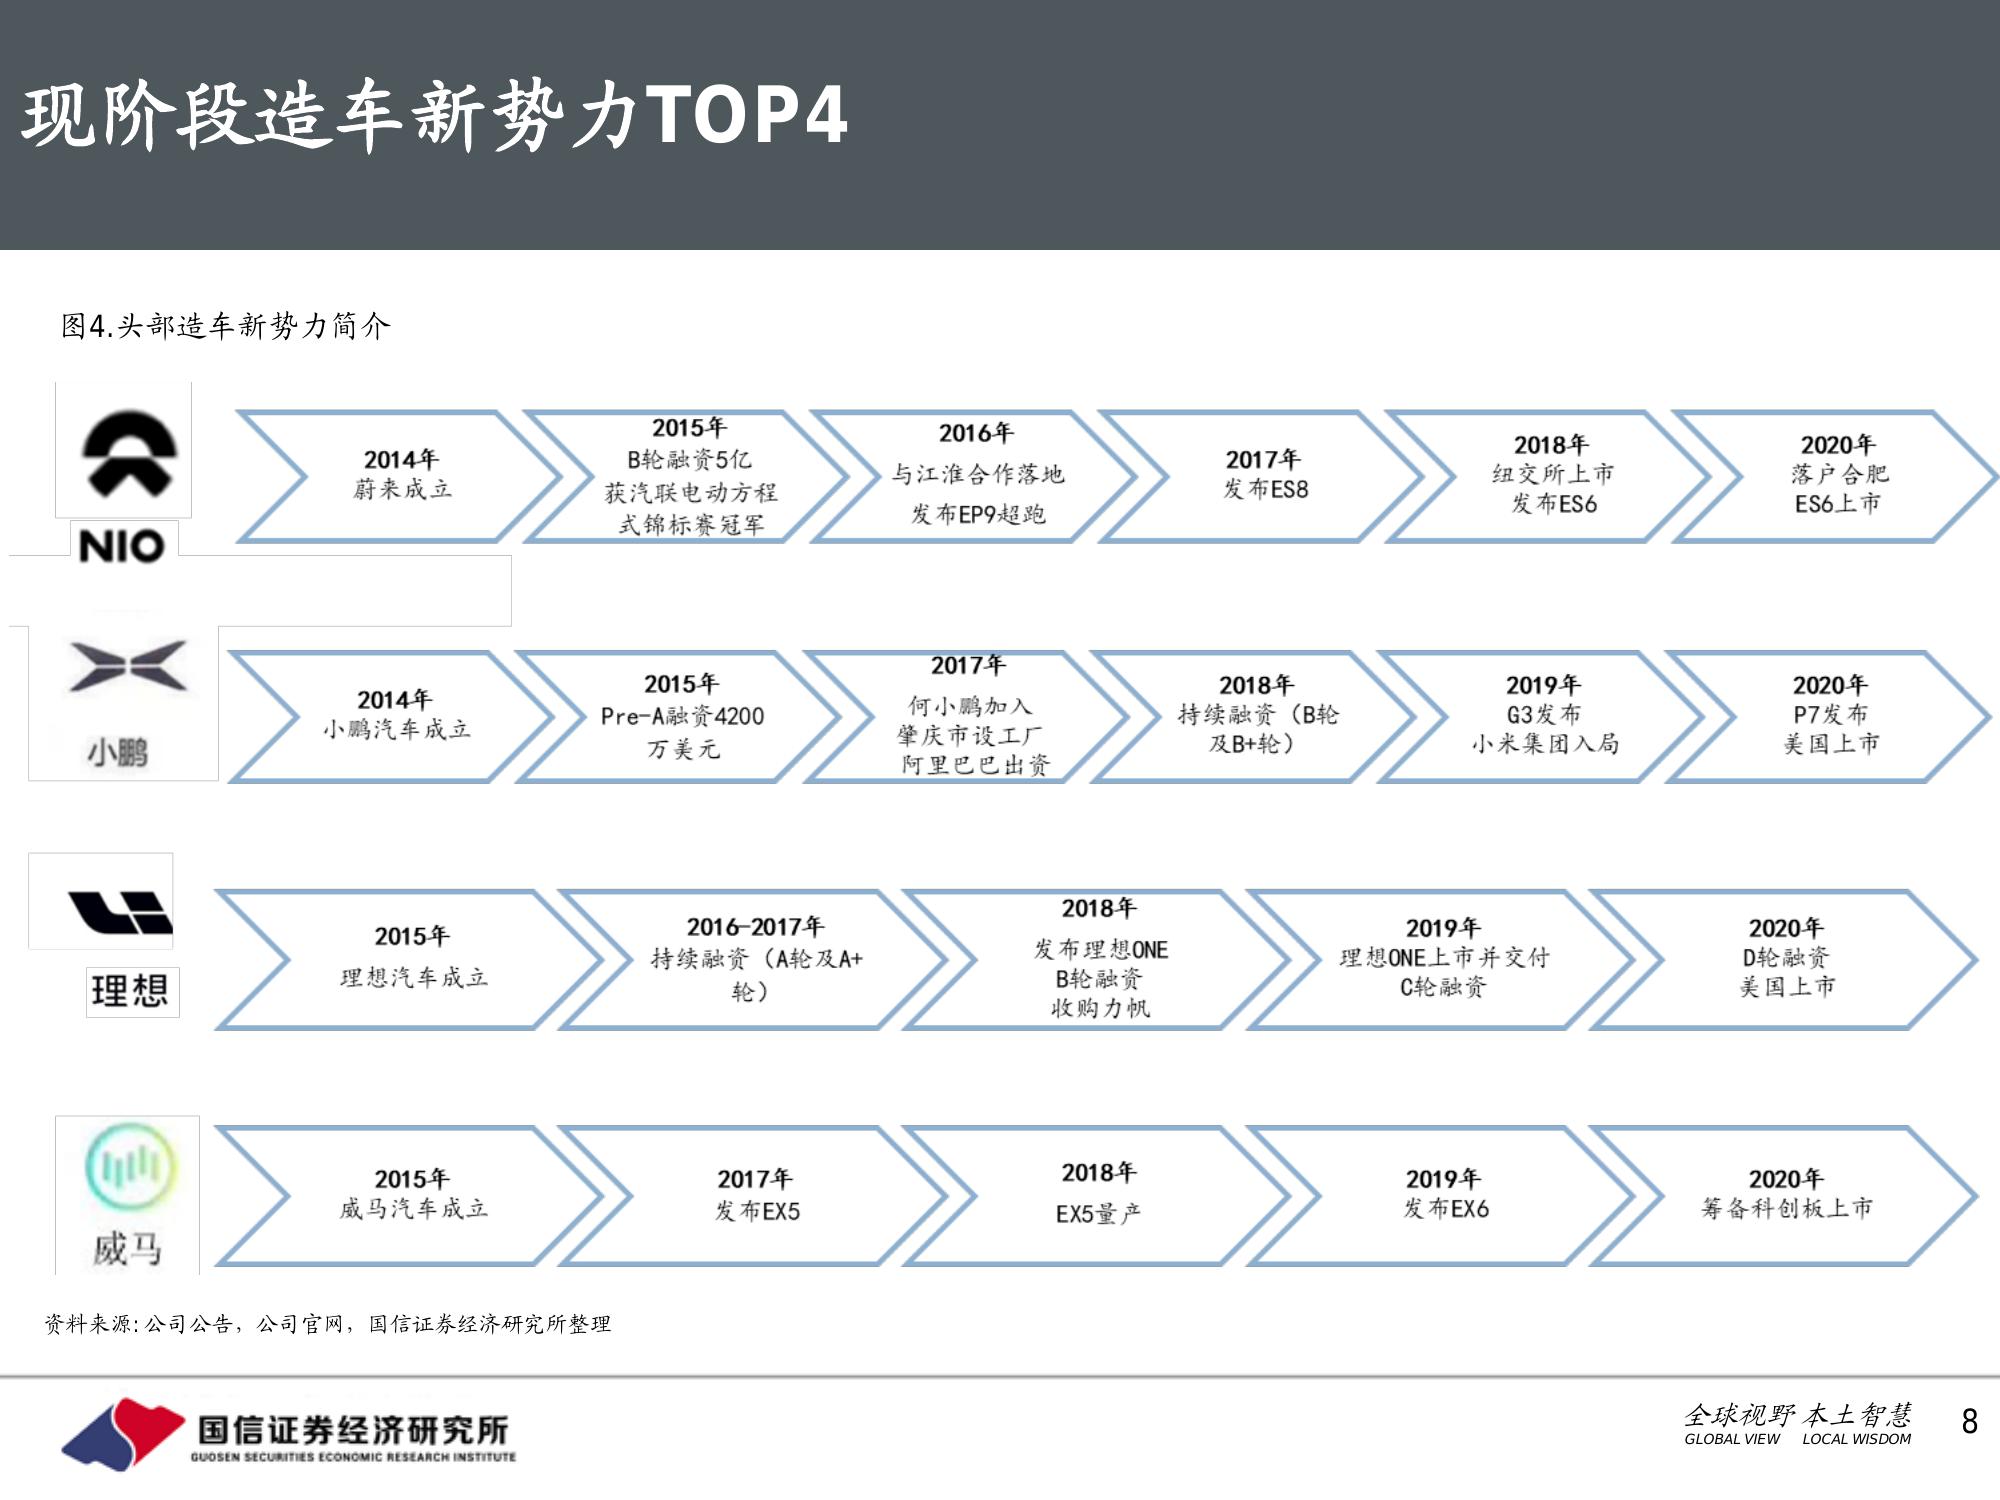 现阶段造车新势力TOP4
图4.头部造车新势力简介
NIO
2014年
蔚来成立
2015年
B轮融资5亿
获汽联电动方程
式锦标赛冠军
2016年
与江淮合作落地
发布EP9超跑
2017年
发布ES8
2018年
纽交所上市
发布ES6
2020年
落户合肥
ES6上市
小鹏
2014年
小鹏汽车成立
2015年
Pre-A融资4200
万美元
2017年
何小鹏加入
肇庆市设工厂
阿里巴巴出资
2018年
持续融资（B轮
及B+轮）
2019年
G3发布
小米集团入局
2020年
P7发布
美国上市
理想
2015年
理想汽车成立
2016-2017年
持续融资（A轮及A+
轮）
2018年
发布理想ONE
B轮融资
收购力帆
2019年
理想ONE上市并交付
C轮融资
2020年
D轮融资
美国上市
威马
2015年
威马汽车成立
2017年
发布EX5
2018年
EX5量产
2019年
发布EX6
2020年
筹备科创板上市
资料来源:公司公告，公司官网，国信证券经济研究所整理
国信证券经济研究所
GUOSEN SECURITIES ECONOMIC RESEARCH INSTITUTE
全球视野 本土智慧
GLOBAL VIEW LOCAL WISDOM
8